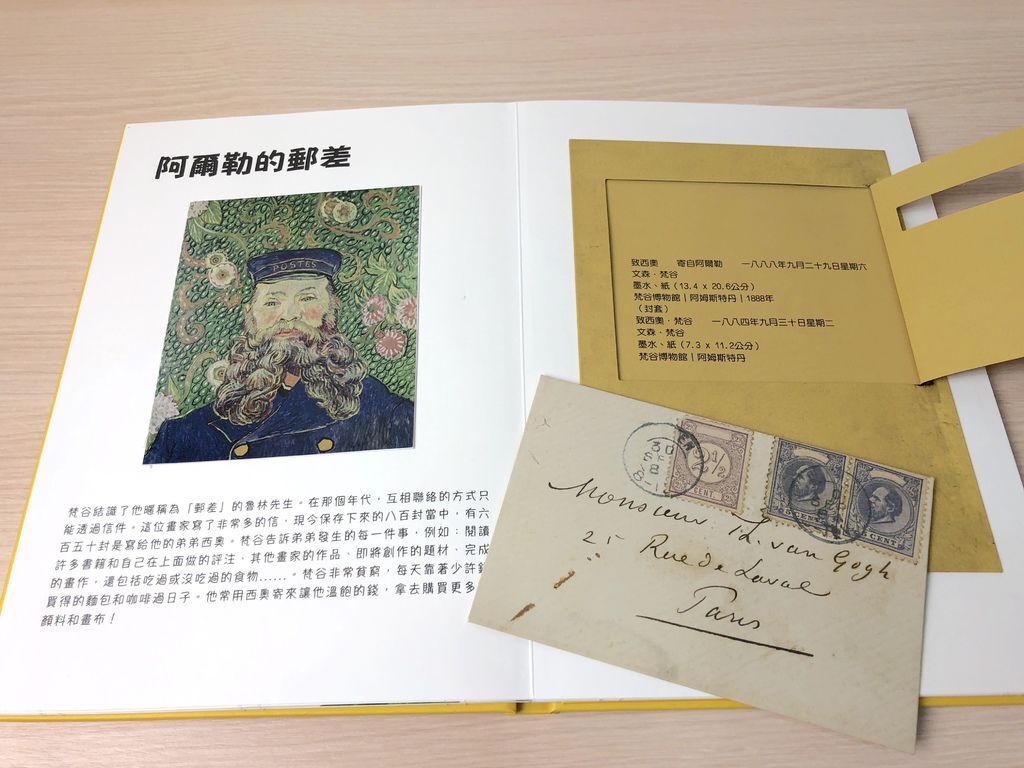 阿爾勒的郵差
POSTES
梵谷結識了他暱稱為「郵差」的魯林先生。在那個年代，互相聯絡的方式只
能透過信件。這位畫家寫了非常多的信，現今保存下來的八百封當中，有六
百五十封是寫給他的弟弟西奧。梵谷告訴弟弟發生的每一件事，例如：閱讀
許多書籍和自己在上面做的評注、其他畫家的作品、即將創作的題材、完成
的畫作，還包括吃過或沒吃過的食物......。梵谷非常貧窮，每天靠著少許錢
買得的麵包和咖啡過日子。他常用西奧寄來讓他溫飽的錢，拿去購買更多
顏料和畫布！
致西奧 寄自阿爾勒 一八八八年九月二十九日星期六
文森·梵谷
墨水、紙（13.4 x 20.6公分）
梵谷博物館｜阿姆斯特丹｜1888年
（封套）
致西奧·梵谷 一八八四年九月三十日星期二
文森·梵谷
墨水、紙（7.3 x 11.2公分）
梵谷博物館｜阿姆斯特丹
30
2 1/2
CENT.
CENT
Monsieur Th. van Gogh
25 Rue de Laval
Paris